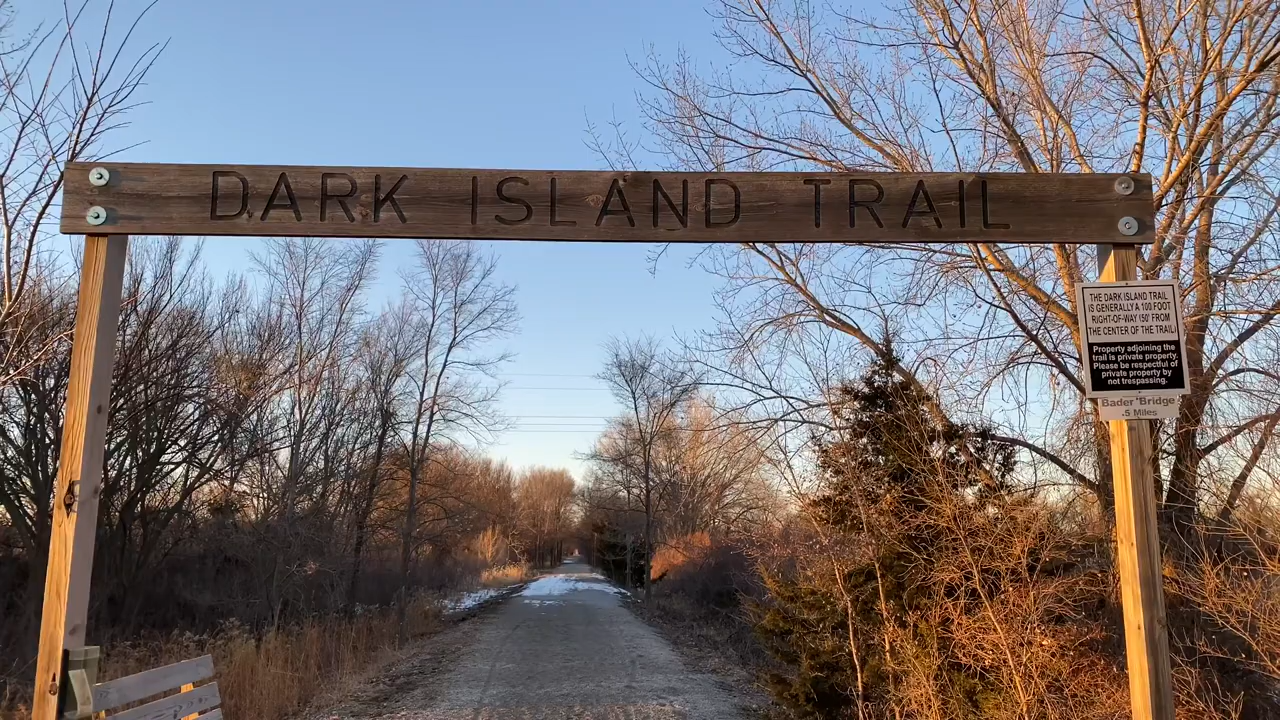 DARK ISLAND TRAIL
THE DARK ISLAND TRAIL
IS GENERALLY A 100 FOOT
RIGHT-OF-WAY (50' FROM
THE CENTER OF THE TRAIL)
Property adjoining the
trail is private property.
Please be respectful of
private property by
not trespassing.
Bader Bridge
.5 Miles